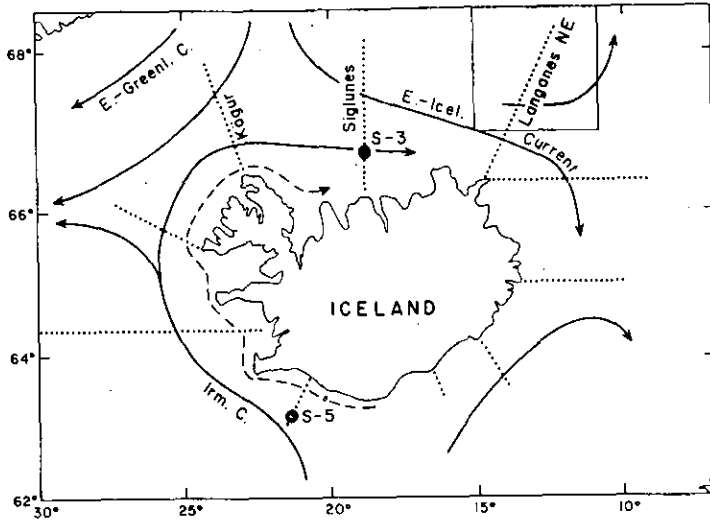 68°
66°
64°
62°
E.-Greenl. C.
Kogur
Siglunes
S-3
E.-Icel.
Current
Langanes NE
ICELAND
Irm. C.
S-5
30°
25°
20°
15°
10°